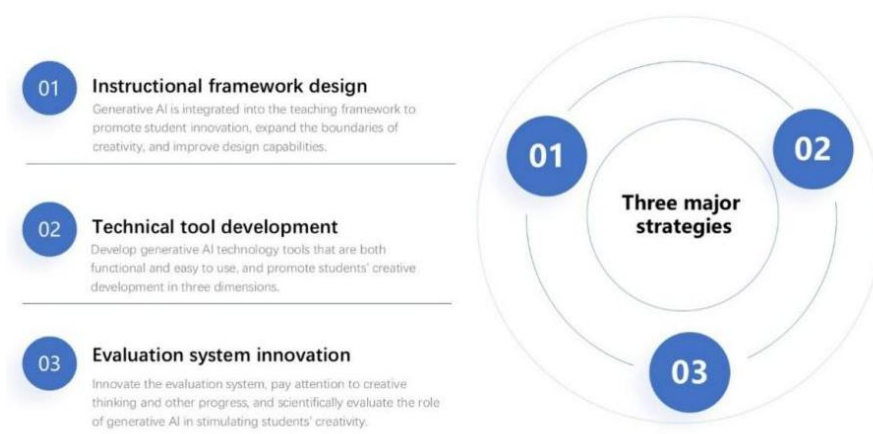 01
Instructional framework design
Generative AI is integrated into the teaching framework to
promote student innovation, expand the boundaries of
creativity, and improve design capabilities.
02
Technical tool development
Develop generative AI technology tools that are both
functional and easy to use, and promote students' creative
development in three dimensions.
03
Evaluation system innovation
Innovate the evaluation system, pay attention to creative
thinking and other progress, and scientifically evaluate the role
of generative AI in stimulating students' creativity.
01
02
Three major
strategies
03